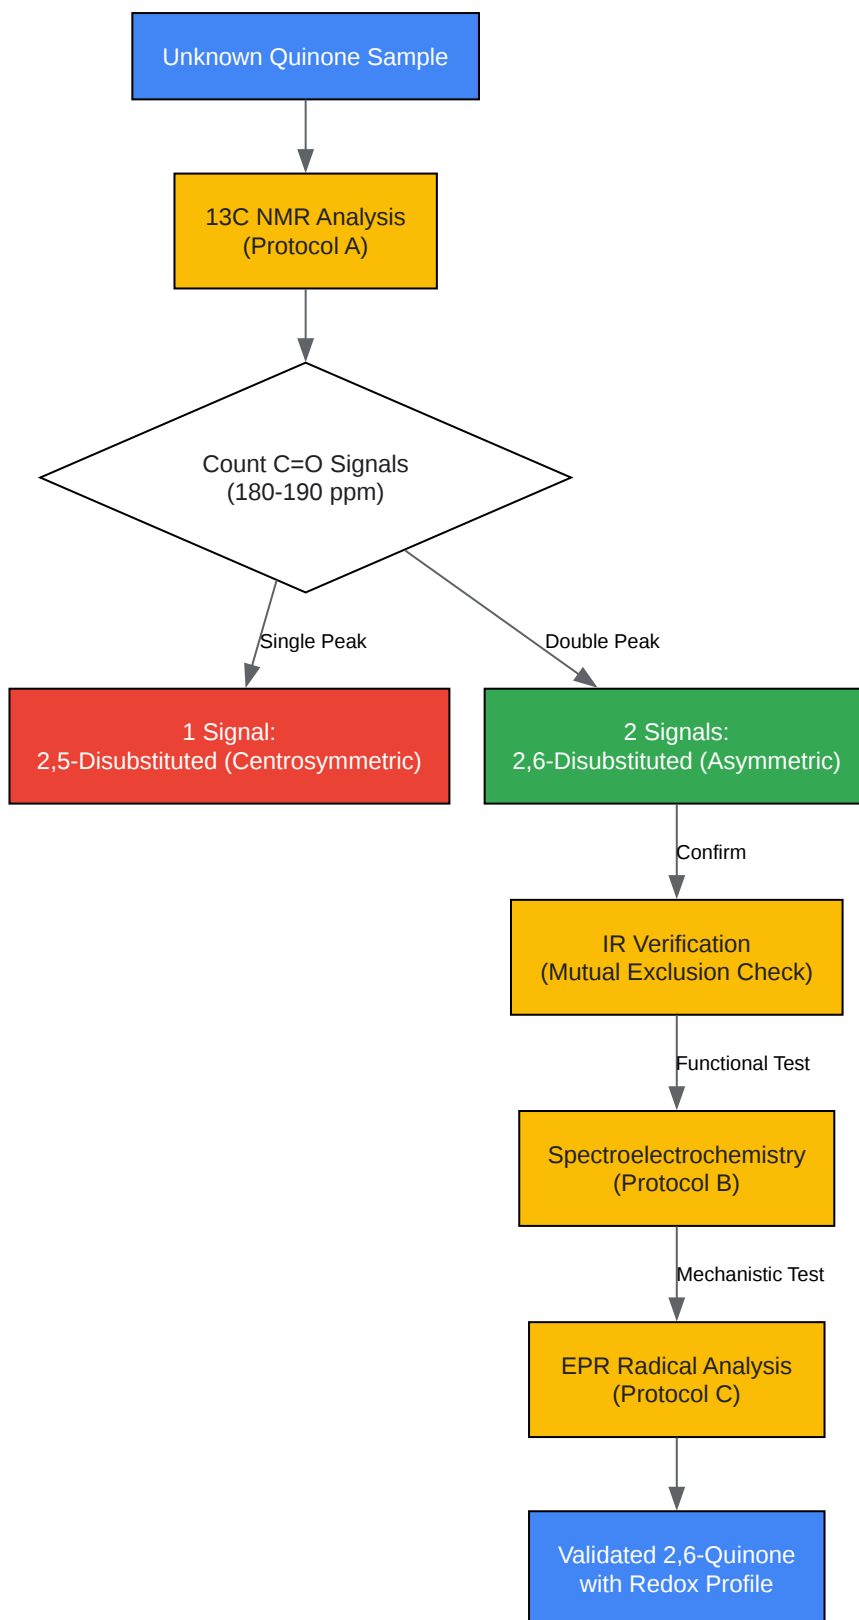 Unknown Quinone Sample
13C NMR Analysis
(Protocol A)
Count C=O Signals
(180-190 ppm)
Single Peak
Double Peak
1 Signal:
2,5-Disubstituted (Centrosymmetric)
2 Signals:
2,6-Disubstituted (Asymmetric)
Confirm
IR Verification
(Mutual Exclusion Check)
Functional Test
Spectroelectrochemistry
(Protocol B)
Mechanistic Test
EPR Radical Analysis
(Protocol C)
Validated 2,6-Quinone
with Redox Profile